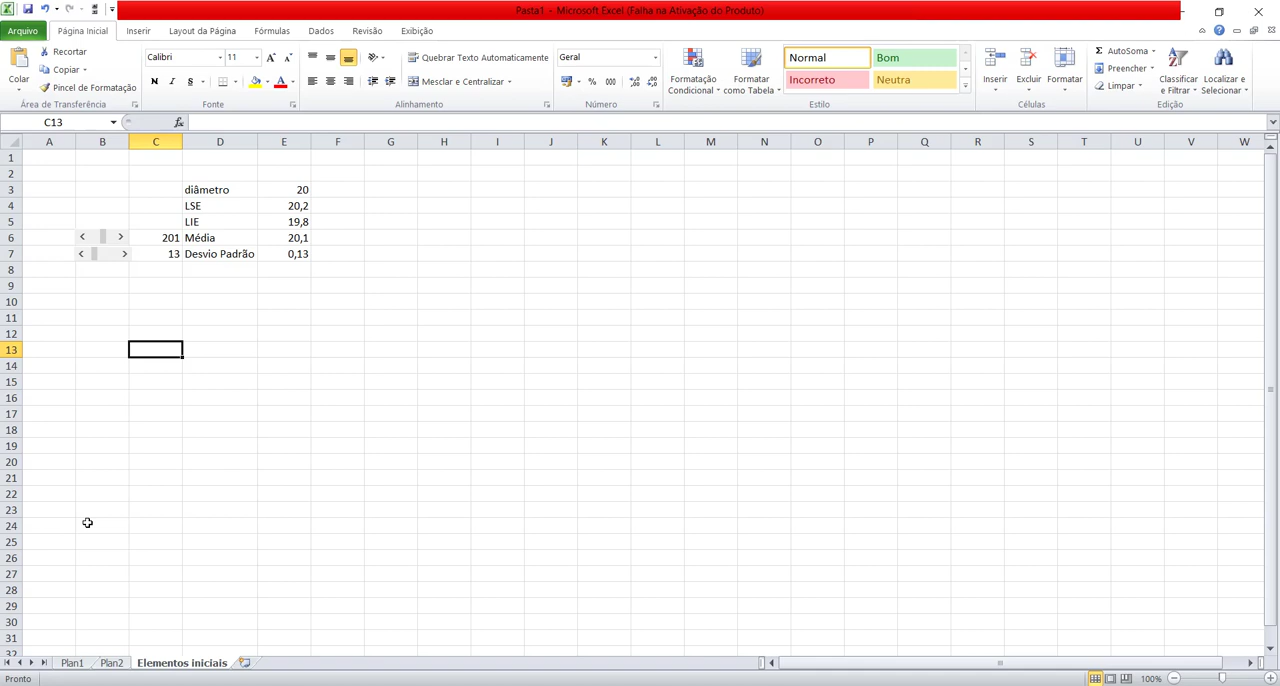 Pasta1 - Microsoft Excel (Falha na Ativação do Produto)
Arquivo Página Inicial Inserir Layout da Página Fórmulas Dados Revisão Exibição
Colar
Recortar
Copiar
Pincel de Formatação
Área de Transferência
Calibri 11
N I S
Fonte
Quebrar Texto Automaticamente
Mesclar e Centralizar
Alinhamento
Geral
% 000
Número
Formatação
Condicional
Formatar
como Tabela
Normal Bom
Incorreto Neutra
Estilo
Inserir Excluir Formatar
Células
AutoSoma
Preencher
Limpar
Classificar
e Filtrar
Localizar e
Selecionar
Edição
C13 fx
A B C D E F G H I J K L M N O P Q R S T U V W
1
2
3 diâmetro 20
4 LSE 20,2
5 LIE 19,8
6 201 Média 20,1
7 13 Desvio Padrão 0,13
8
9
10
11
12
13
14
15
16
17
18
19
20
21
22
23
24
25
26
27
28
29
30
31
32
Plan1 Plan2 Elementos iniciais
Pronto 100%